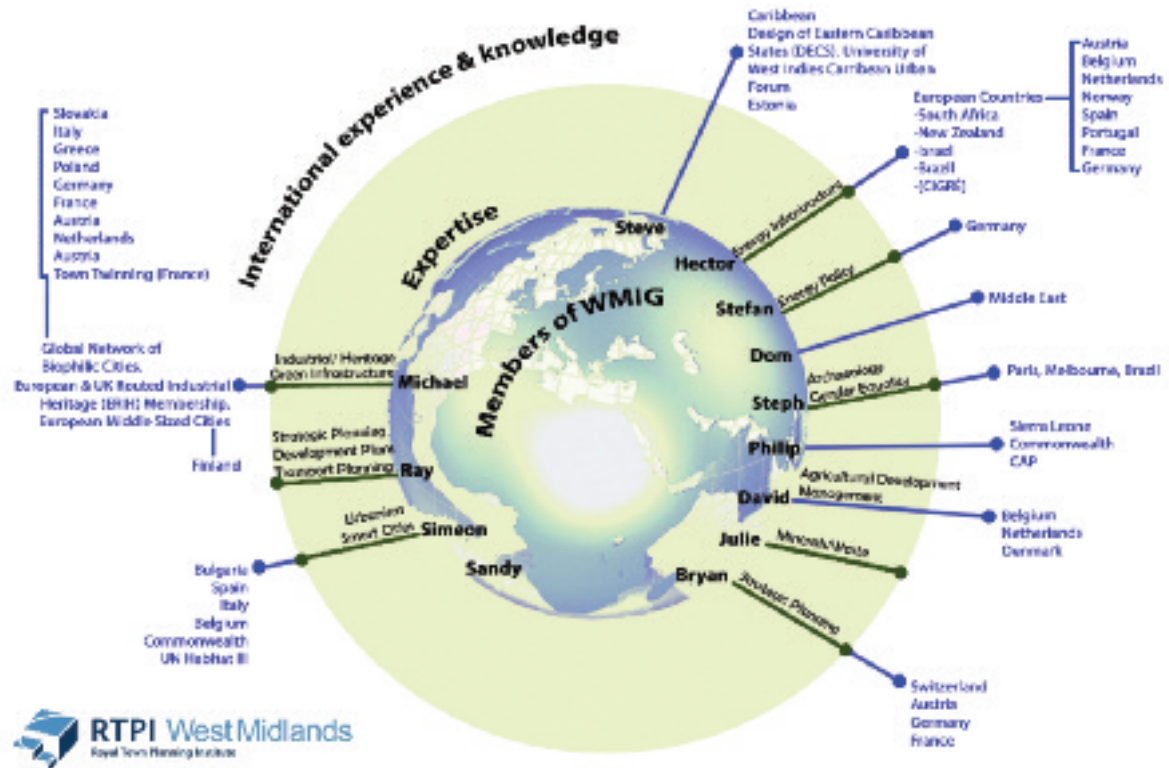 International experience & knowledge
Expertise
Members of WMIG
Caribbean
Design of Eastern Caribbean
States (DECS), University of
West Indies Carribean Urban
Forum
Estonia
European Countries
-South Africa
-New Zealand
-Israel
-Brazil
-(CIGRE)
Austria
Belgium
Netherlands
Norway
Spain
Portugal
France
Germany
Slovakia
Italy
Greece
Poland
Germany
France
Austria
Netherlands
Austria
Town Twinning (France)
Global Network of
Biophilic Cities,
European & UK Routed Industrial
Heritage (ERIH) Membership,
European Middle Sized Cities
Finland
Steve
Hector
Energy Infrastructure
Stefan
Energy Policy
Germany
Dom
Middle East
Steph
Archaeology
Gender Equality
Paris, Melbourne, Brazil
Philip
Sierra Leone
Commonwealth
CAP
David
Agricultural Development
Management
Belgium
Netherlands
Denmark
Julie
Minerals/Waste
Bryan
Strategic Planning
Switzerland
Austria
Germany
France
Industrial/ Heritage
Green Infrastructure
Michael
Strategic Planning
Development Plans
Transport Planning
Ray
Urbanism
Smart Cities
Simeon
Sandy
Bulgaria
Spain
Italy
Belgium
Commonwealth
UN Habitat III
RTPI West Midlands
Royal Town Planning Institute